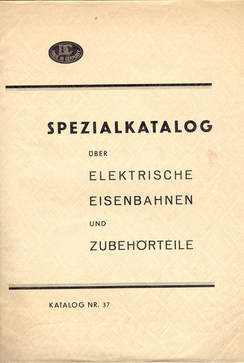 SPEZIALKATALOG
ÜBER
ELEKTRISCHE
EISENBAHNEN
UND
ZUBEHÖRTEILE
KATALOG NR. 37